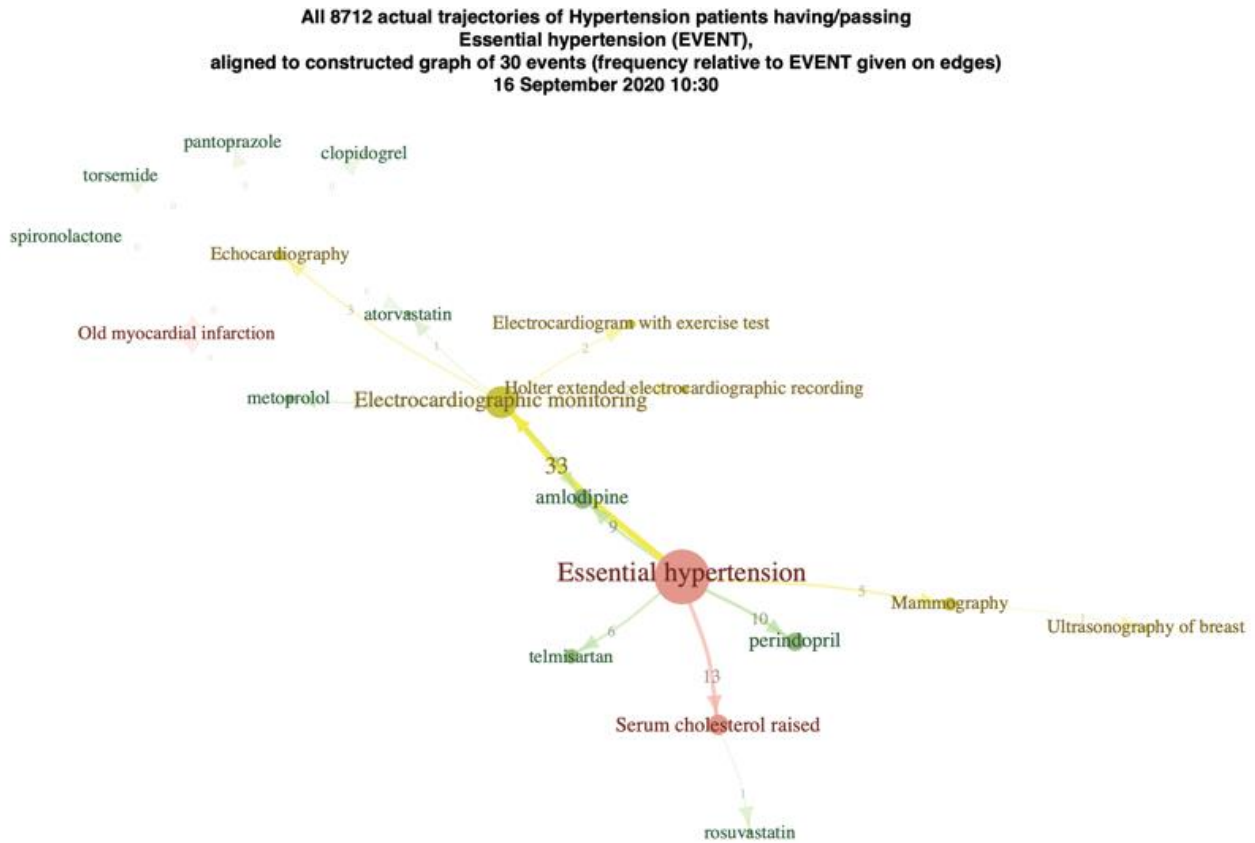 All 8712 actual trajectories of Hypertension patients having/passing
Essential hypertension (EVENT),
aligned to constructed graph of 30 events (frequency relative to EVENT given on edges)
16 September 2020 10:30
pantoprazole
clopidogrel
torsemide
spironolactone
Echocardiography
3
atorvastatin
Electrocardiogram with exercise test
Old myocardial infarction
1
2
Holter extended electrocardiographic recording
metoprolol
Electrocardiographic monitoring
33
amlodipine
9
Essential hypertension
5
Mammography
10
Ultrasonography of breast
6
perindopril
telmisartan
13
Serum cholesterol raised
1
rosuvastatin